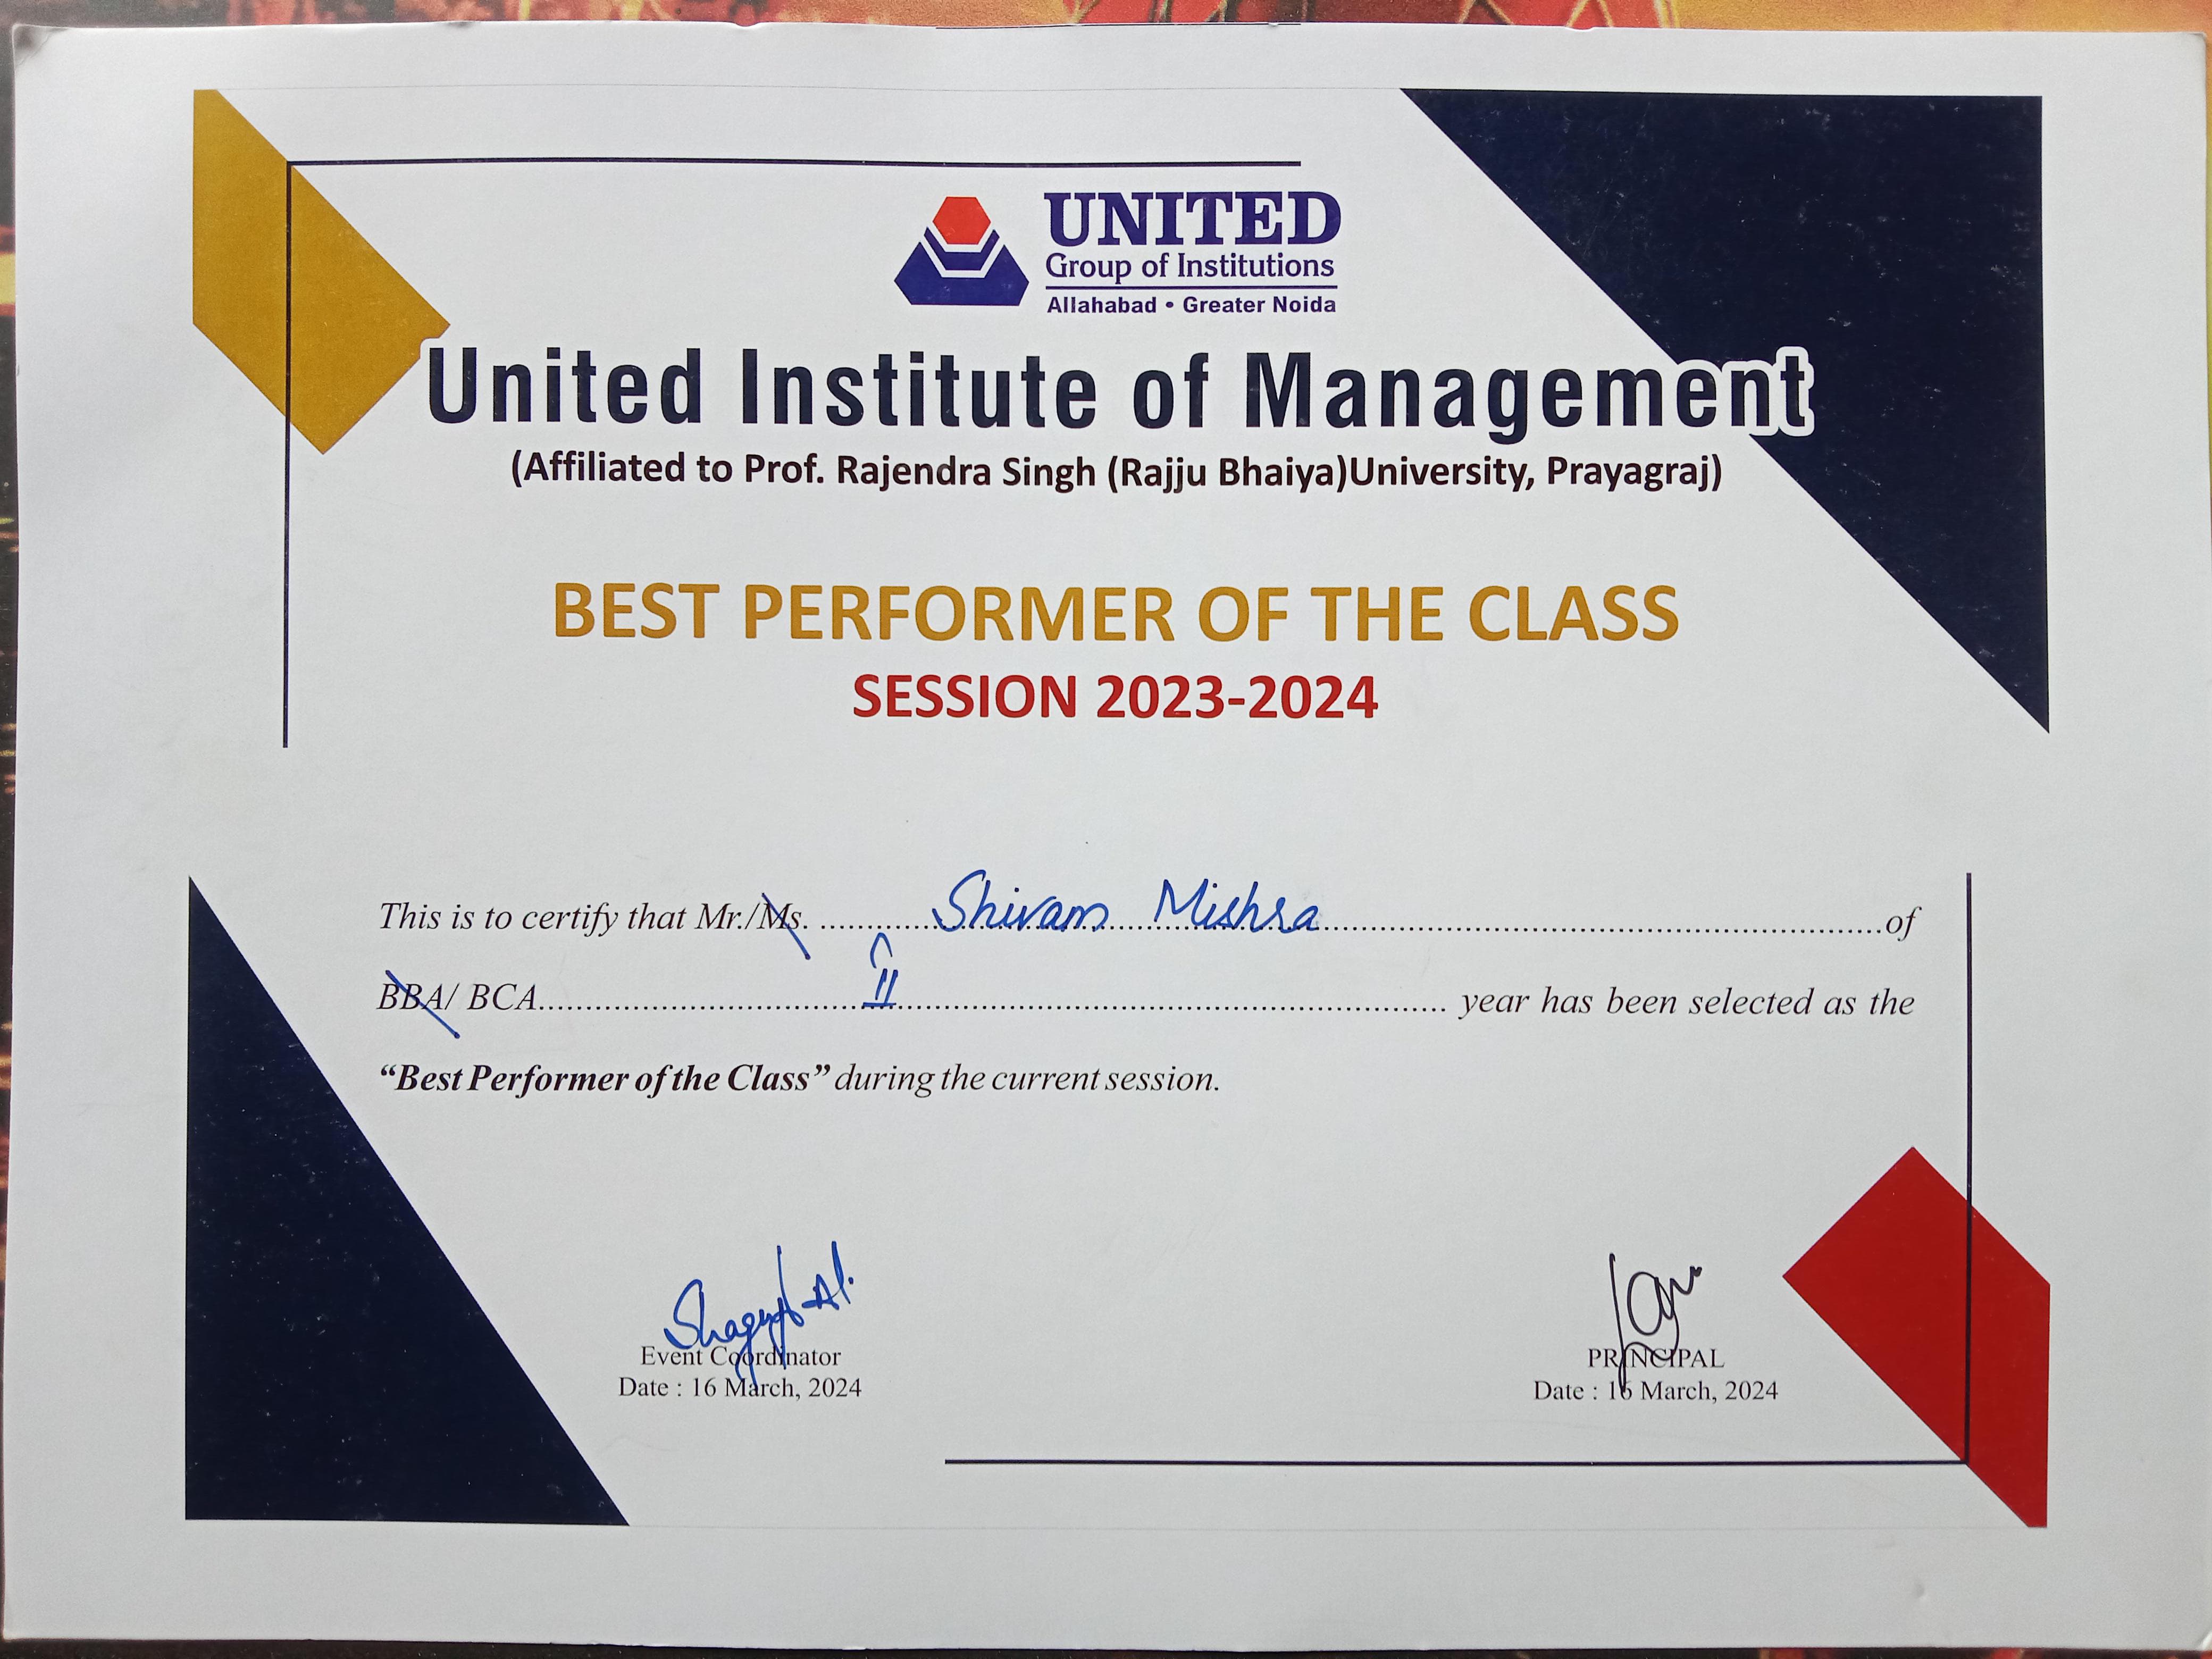 UNITED
Group of Institutions
Allahabad • Greater Noida
United Institute of Management
(Affiliated to Prof. Rajendra Singh (Rajju Bhaiya)University, Prayagraj)
BEST PERFORMER OF THE CLASS
SESSION 2023-2024
This is to certify that Mr./Ms. .......... Shivam Mishra ..........of
BBA/ BCA.......... II .......... year has been selected as the
“Best Performer of the Class” during the current session.
Event Coordinator
Date : 16 March, 2024
PRINCIPAL
Date : 16 March, 2024